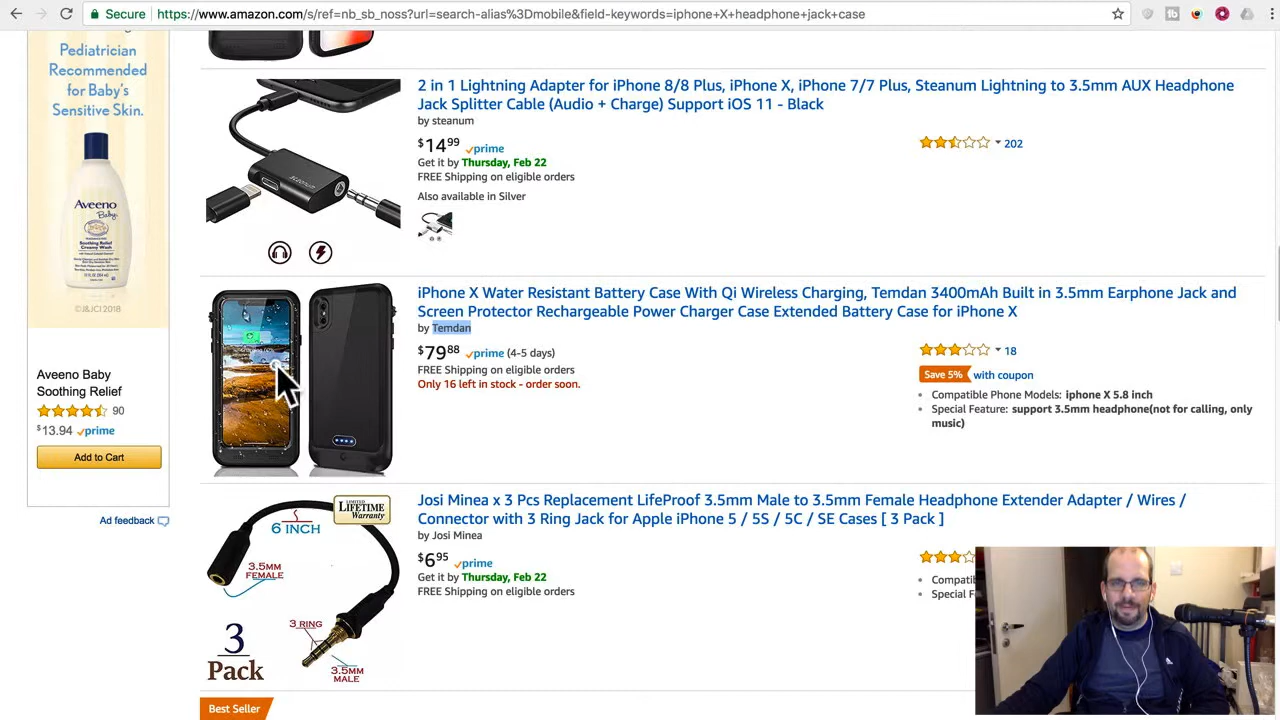 Secure
https://www.amazon.com/s/ref=nb_sb_noss?url=search-alias%3Dmobile&field-keywords=iphone+X+headphone+jack+case
Pediatrician
Recommended
for Baby's
Sensitive Skin.
Aveeno
Baby
©J&JCI 2018
Aveeno Baby
Soothing Relief
90
$13.94 prime
Add to Cart
Ad feedback
2 in 1 Lightning Adapter for iPhone 8/8 Plus, iPhone X, iPhone 7/7 Plus, Steanum Lightning to 3.5mm AUX Headphone
Jack Splitter Cable (Audio + Charge) Support iOS 11 - Black
by steanum
$14 99 prime
Get it by Thursday, Feb 22
FREE Shipping on eligible orders
Also available in Silver
202
iPhone X Water Resistant Battery Case With Qi Wireless Charging, Temdan 3400mAh Built in 3.5mm Earphone Jack and
Screen Protector Rechargeable Power Charger Case Extended Battery Case for iPhone X
by Temdan
$79 88 prime (4-5 days)
FREE Shipping on eligible orders
Only 16 left in stock - order soon.
18
Save 5% with coupon
Compatible Phone Models: iphone X 5.8 inch
Special Feature: support 3.5mm headphone(not for calling, only
music)
LIMITED
LIFETIME
Warranty
6 INCH
3.5MM
FEMALE
3 RING
3
Pack
3.5MM
MALE
Josi Minea x 3 Pcs Replacement LifeProof 3.5mm Male to 3.5mm Female Headphone Extender Adapter / Wires /
Connector with 3 Ring Jack for Apple iPhone 5 / 5S / 5C / SE Cases [ 3 Pack ]
by Josi Minea
$6 95 prime
Get it by Thursday, Feb 22
FREE Shipping on eligible orders
Compatib
Special F
Best Seller